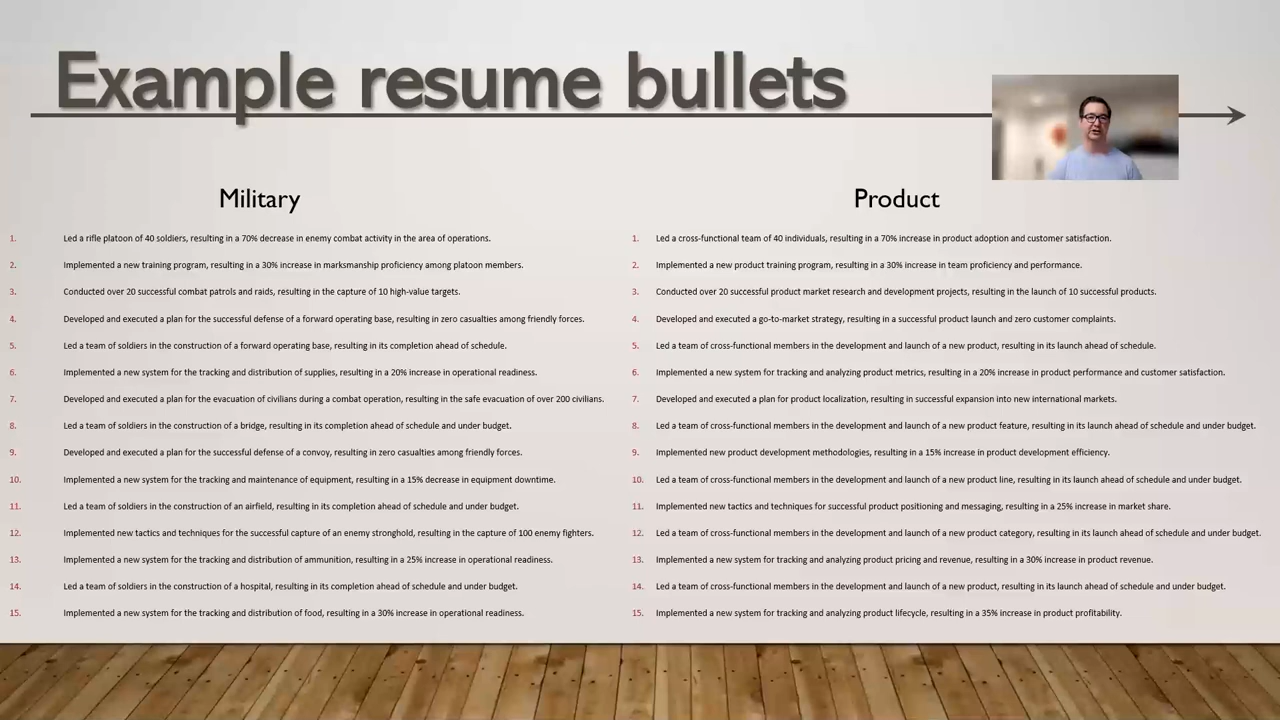 Example resume bullets
Military
1. Led a rifle platoon of 40 soldiers, resulting in a 70% decrease in enemy combat activity in the area of operations.
2. Implemented a new training program, resulting in a 30% increase in marksmanship proficiency among platoon members.
3. Conducted over 20 successful combat patrols and raids, resulting in the capture of 10 high-value targets.
4. Developed and executed a plan for the successful defense of a forward operating base, resulting in zero casualties among friendly forces.
5. Led a team of soldiers in the construction of a forward operating base, resulting in its completion ahead of schedule.
6. Implemented a new system for the tracking and distribution of supplies, resulting in a 20% increase in operational readiness.
7. Developed and executed a plan for the evacuation of civilians during a combat operation, resulting in the safe evacuation of over 200 civilians.
8. Led a team of soldiers in the construction of a bridge, resulting in its completion ahead of schedule and under budget.
9. Developed and executed a plan for the successful defense of a convoy, resulting in zero casualties among friendly forces.
10. Implemented a new system for the tracking and maintenance of equipment, resulting in a 15% decrease in equipment downtime.
11. Led a team of soldiers in the construction of an airfield, resulting in its completion ahead of schedule and under budget.
12. Implemented new tactics and techniques for the successful capture of an enemy stronghold, resulting in the capture of 100 enemy fighters.
13. Implemented a new system for the tracking and distribution of ammunition, resulting in a 25% increase in operational readiness.
14. Led a team of soldiers in the construction of a hospital, resulting in its completion ahead of schedule and under budget.
15. Implemented a new system for the tracking and distribution of food, resulting in a 30% increase in operational readiness.
Product
1. Led a cross-functional team of 40 individuals, resulting in a 70% increase in product adoption and customer satisfaction.
2. Implemented a new product training program, resulting in a 30% increase in team proficiency and performance.
3. Conducted over 20 successful product market research and development projects, resulting in the launch of 10 successful products.
4. Developed and executed a go-to-market strategy, resulting in a successful product launch and zero customer complaints.
5. Led a team of cross-functional members in the development and launch of a new product, resulting in its launch ahead of schedule.
6. Implemented a new system for tracking and analyzing product metrics, resulting in a 20% increase in product performance and customer satisfaction.
7. Developed and executed a plan for product localization, resulting in successful expansion into new international markets.
8. Led a team of cross-functional members in the development and launch of a new product feature, resulting in its launch ahead of schedule and under budget.
9. Implemented new product development methodologies, resulting in a 15% increase in product development efficiency.
10. Led a team of cross-functional members in the development and launch of a new product line, resulting in its launch ahead of schedule and under budget.
11. Implemented new tactics and techniques for successful product positioning and messaging, resulting in a 25% increase in market share.
12. Led a team of cross-functional members in the development and launch of a new product category, resulting in its launch ahead of schedule and under budget.
13. Implemented a new system for tracking and analyzing product pricing and revenue, resulting in a 30% increase in product revenue.
14. Led a team of cross-functional members in the development and launch of a new product, resulting in its launch ahead of schedule and under budget.
15. Implemented a new system for tracking and analyzing product lifecycle, resulting in a 35% increase in product profitability.